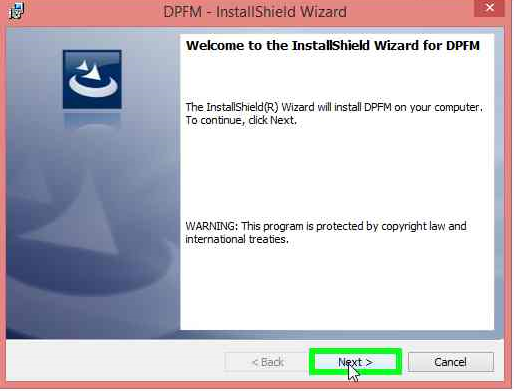 DPFM - InstallShield Wizard
Welcome to the InstallShield Wizard for DPFM
The InstallShield(R) Wizard will install DPFM on your computer.
To continue, click Next.
WARNING: This program is protected by copyright law and
international treaties.
< Back
Next >
Cancel